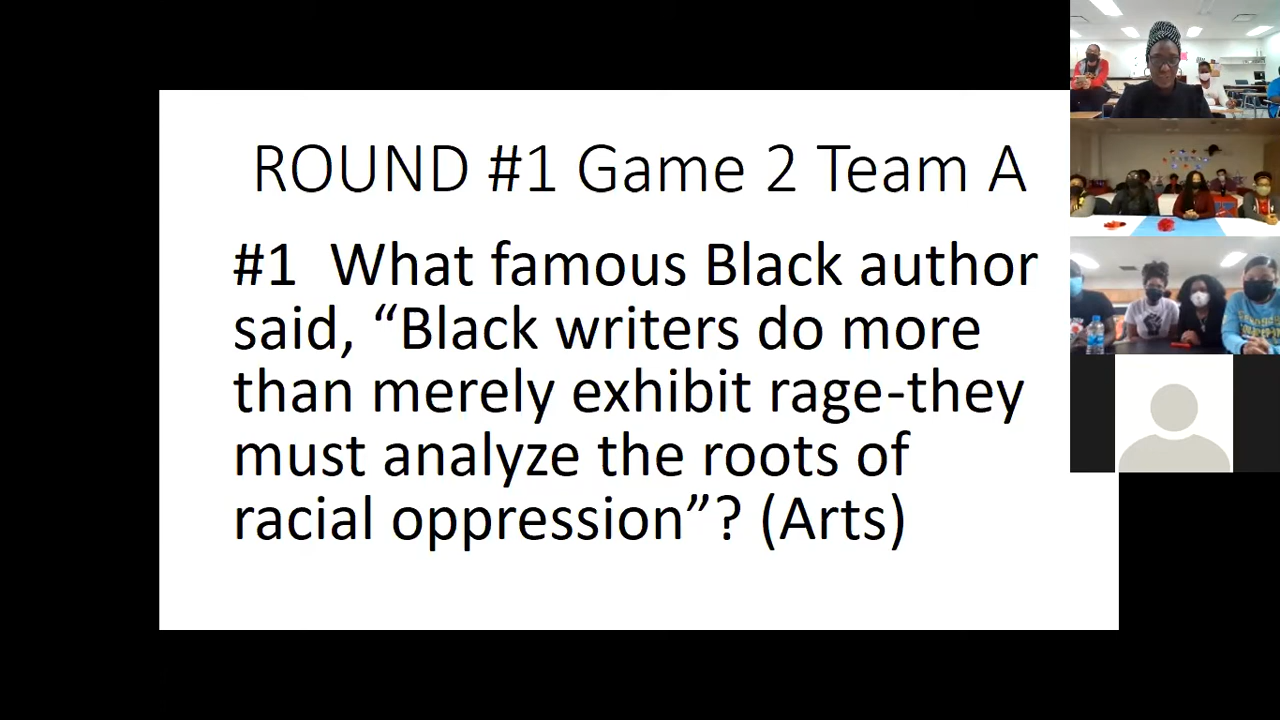 ROUND #1 Game 2 Team A
#1 What famous Black author
said, “Black writers do more
than merely exhibit rage-they
must analyze the roots of
racial oppression”? (Arts)